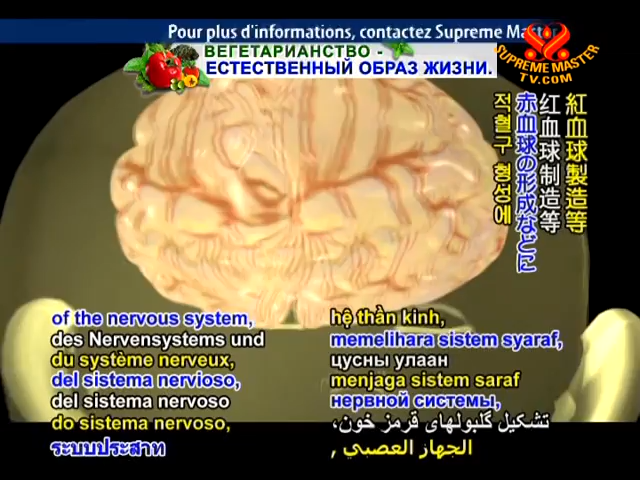 Pour plus d'informations, contactez Supreme Master
ВЕГЕТАРИАНСТВО -
ЕСТЕСТВЕННЫЙ ОБРАЗ ЖИЗНИ.
SUPREME MASTER
TV.COM
紅血球製造等
红血球制造等
赤血球の形成などに
적혈구 형성에
of the nervous system,
des Nervensystems und
du système nerveux,
del sistema nervioso,
del sistema nervoso
do sistema nervoso,
ระบบประสาท
hệ thần kinh,
memelihara sistem syaraf,
цусны улаан
menjaga sistem saraf
нервной системы,
تشکیل گلبولهای قرمز خون،
الجهاز العصبي ,